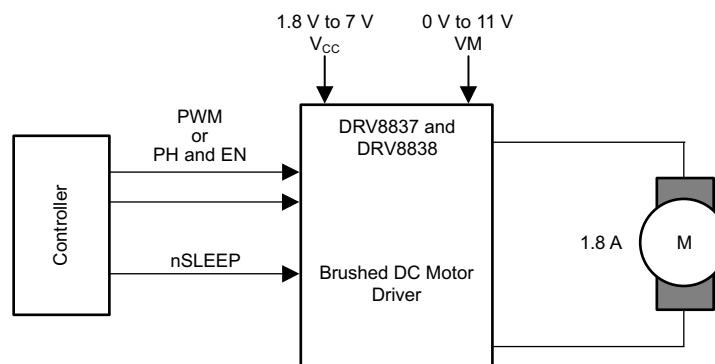 1.8 V to 7 V
VCC
0 V to 11 V
VM
PWM
or
PH and EN
DRV8837 and
DRV8838
Controller
1.8 A
M
nSLEEP
Brushed DC Motor
Driver